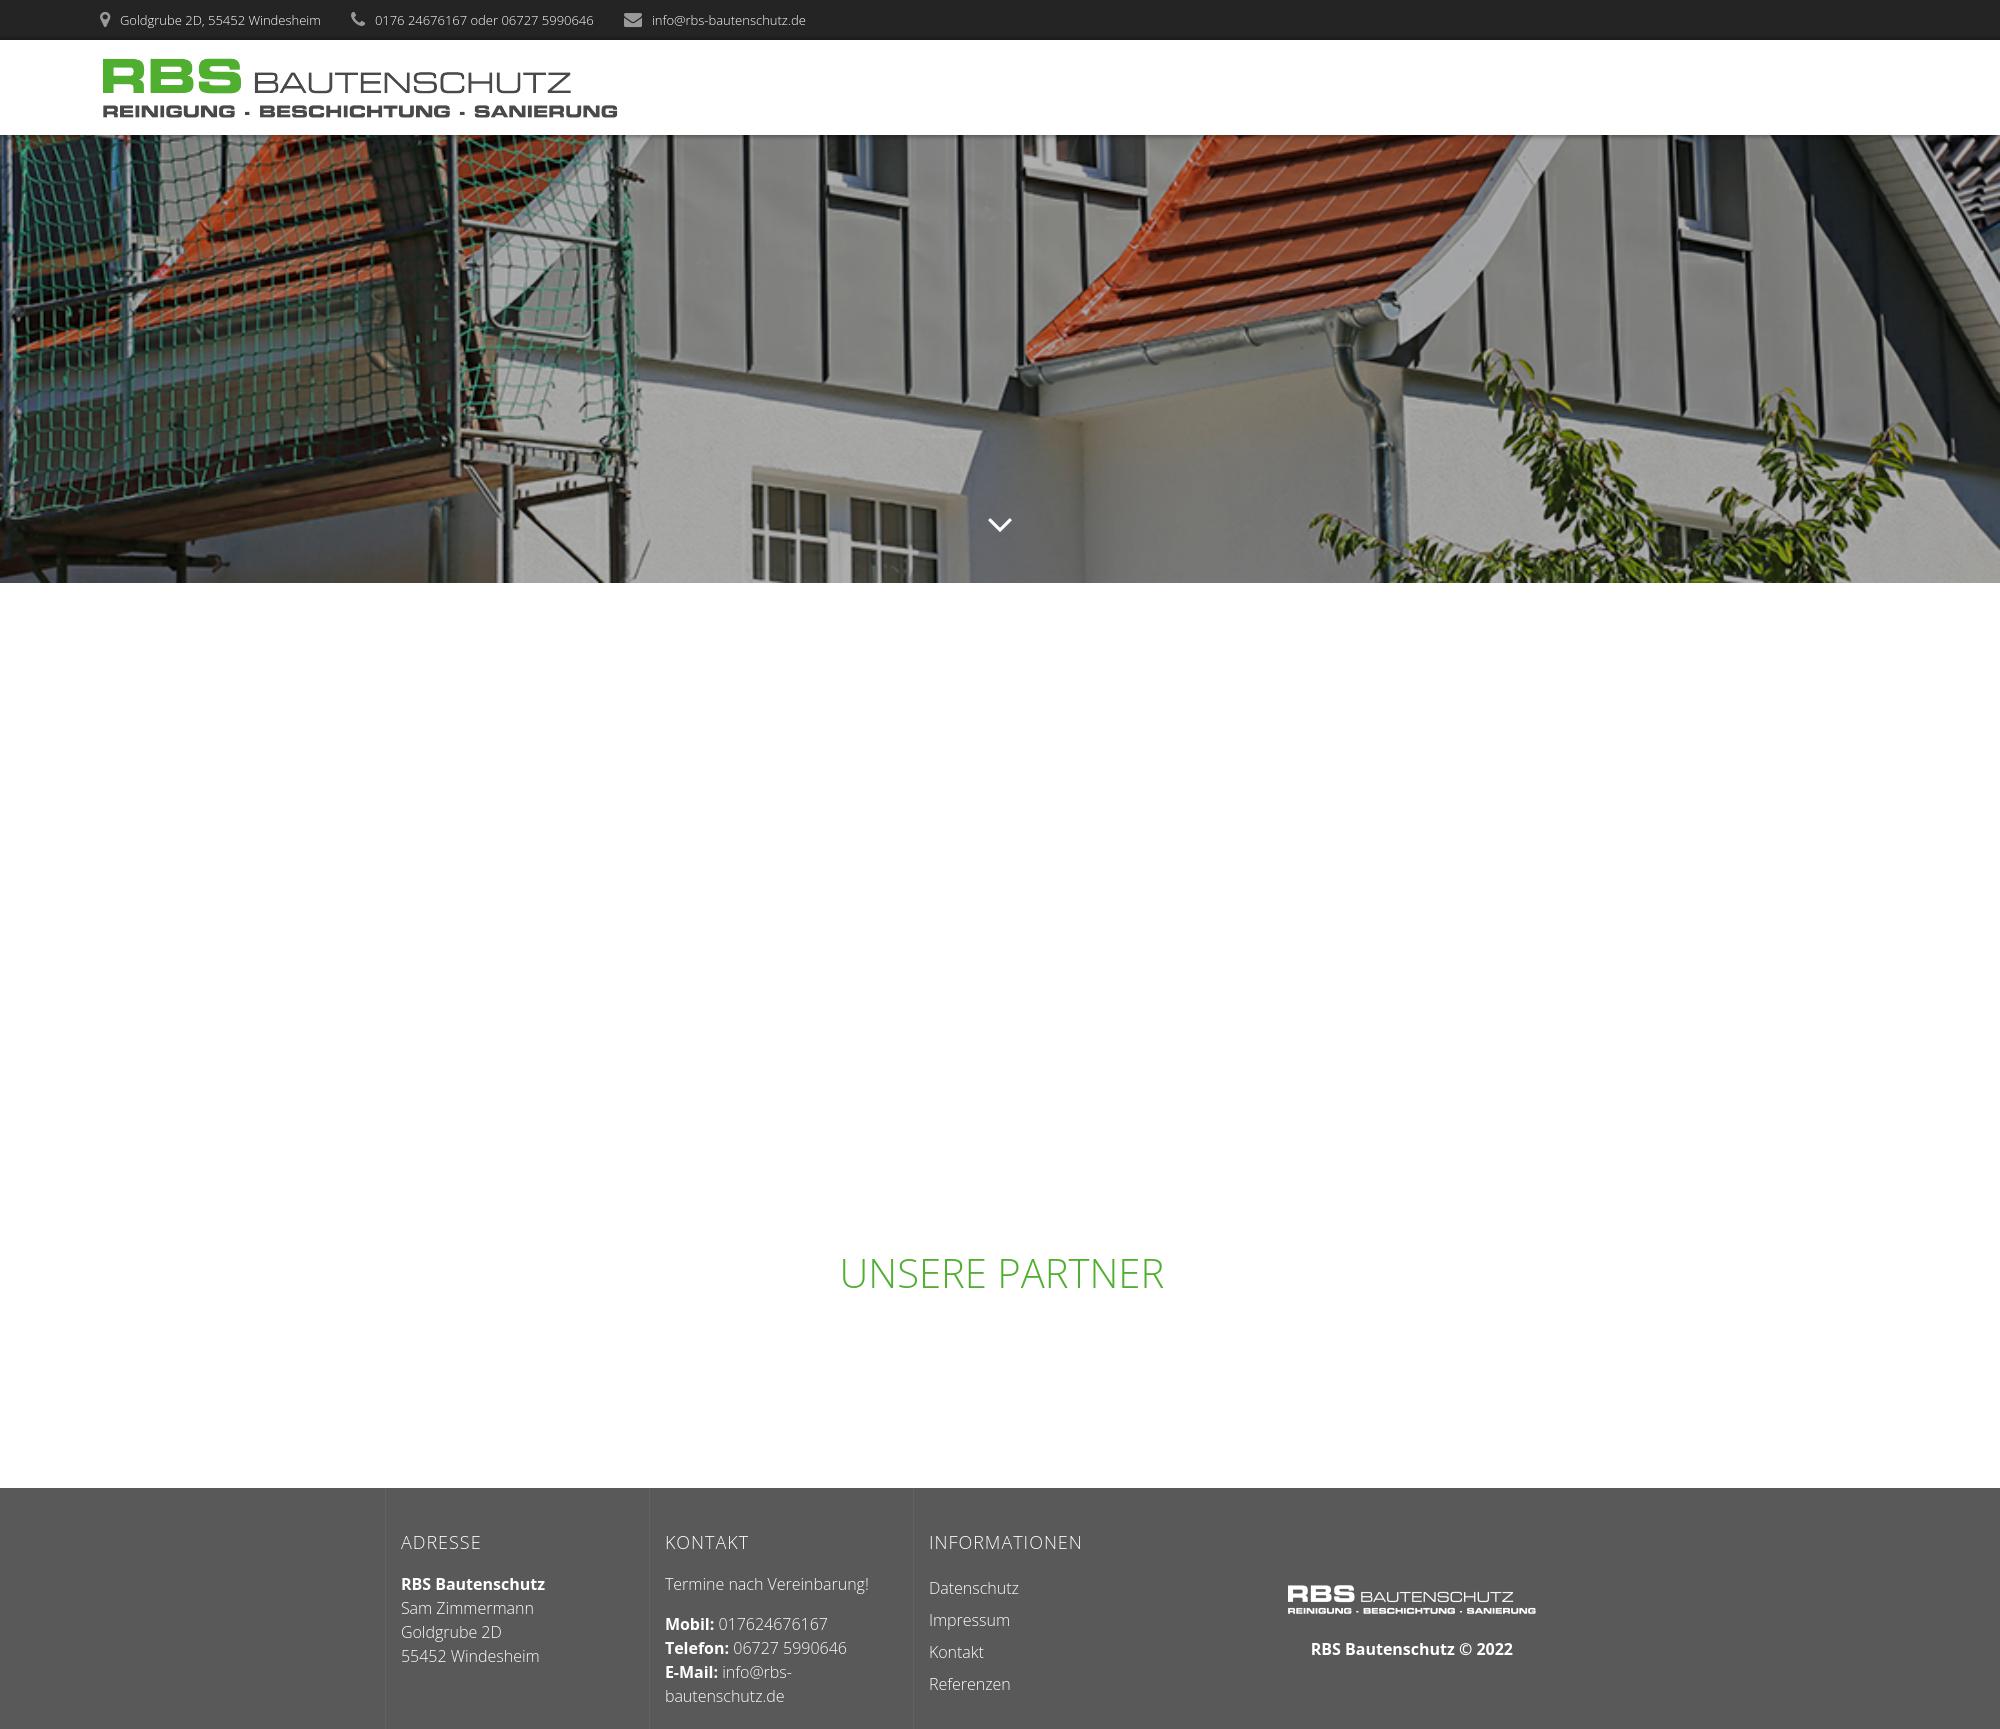 Goldgrube 2D, 55452 Windesheim
0176 24676167 oder 06727 5990646
info@rbs-bautenschutz.de
RBS BAUTENSCHUTZ
REINIGUNG - BESCHICHTUNG - SANIERUNG
UNSERE PARTNER
ADRESSE
RBS Bautenschutz
Sam Zimmermann
Goldgrube 2D
55452 Windesheim
KONTAKT
Termine nach Vereinbarung!
Mobil: 017624676167
Telefon: 06727 5990646
E-Mail: info@rbs-
bautenschutz.de
INFORMATIONEN
Datenschutz
Impressum
Kontakt
Referenzen
RBS BAUTENSCHUTZ
REINIGUNG - BESCHICHTUNG - SANIERUNG
RBS Bautenschutz © 2022